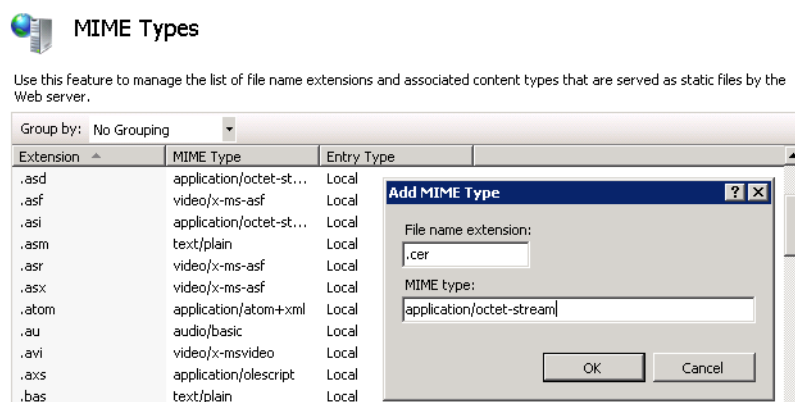 MIME Types
Use this feature to manage the list of file name extensions and associated content types that are served as static files by the
Web server.
Group by: No Grouping
Extension MIME Type Entry Type
.asd application/octet-st... Local
.asf video/x-ms-asf Local
.asi application/octet-st... Local
.asm text/plain Local
.asr video/x-ms-asf Local
.asx video/x-ms-asf Local
.atom application/atom+xml Local
.au audio/basic Local
.avi video/x-msvideo Local
.axs application/olescript Local
.bas text/plain Local
Add MIME Type
File name extension:
.cer
MIME type:
application/octet-stream
OK Cancel